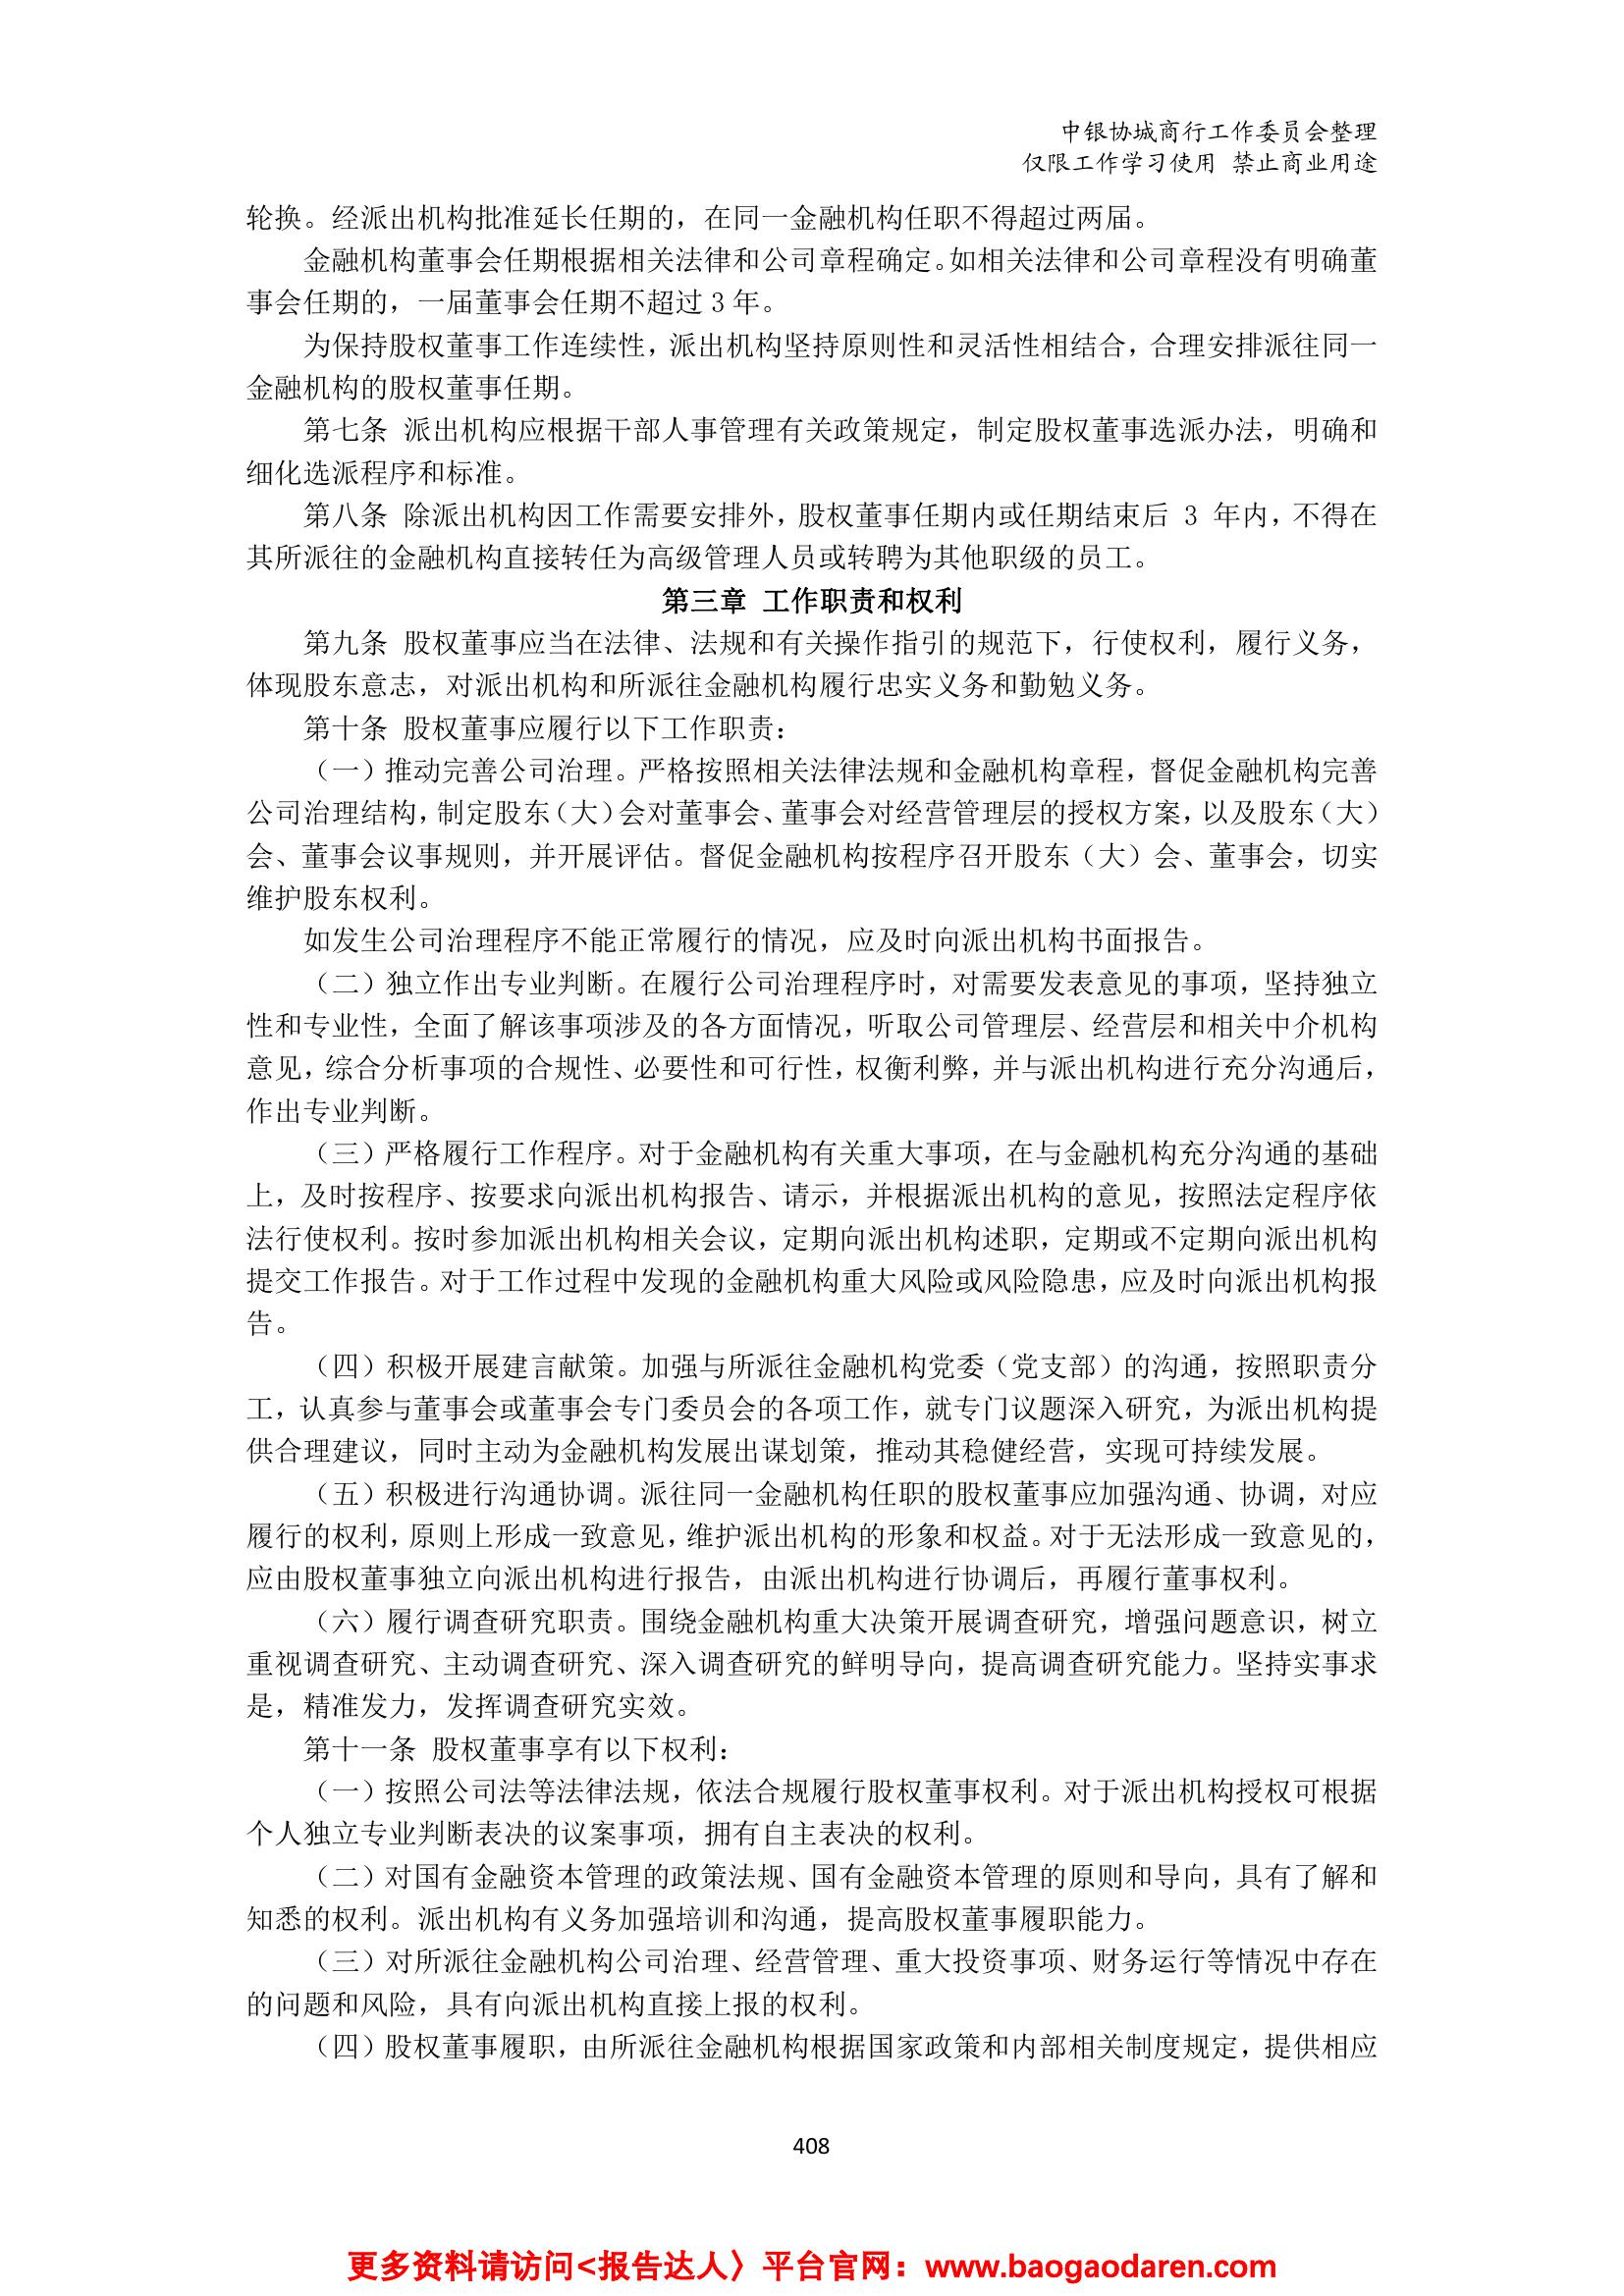 中银协城商行工作委员会整理
仅限工作学习使用 禁止商业用途
轮换。经派出机构批准延长任期的，在同一金融机构任职不得超过两届。
金融机构董事会任期根据相关法律和公司章程确定。如相关法律和公司章程没有明确董
事会任期的，一届董事会任期不超过 3 年。
为保持股权董事工作连续性，派出机构坚持原则性和灵活性相结合，合理安排派往同一
金融机构的股权董事任期。
第七条 派出机构应根据干部人事管理有关政策规定，制定股权董事选派办法，明确和
细化选派程序和标准。
第八条 除派出机构因工作需要安排外，股权董事任期内或任期结束后 3 年内，不得在
其所派往的金融机构直接转任为高级管理人员或转聘为其他职级的员工。
第三章 工作职责和权利
第九条 股权董事应当在法律、法规和有关操作指引的规范下，行使权利，履行义务，
体现股东意志，对派出机构和所派往金融机构履行忠实义务和勤勉义务。
第十条 股权董事应履行以下工作职责：
（一）推动完善公司治理。严格按照相关法律法规和金融机构章程，督促金融机构完善
公司治理结构，制定股东（大）会对董事会、董事会对经营管理层的授权方案，以及股东（大）
会、董事会议事规则，并开展评估。督促金融机构按程序召开股东（大）会、董事会，切实
维护股东权利。
如发生公司治理程序不能正常履行的情况，应及时向派出机构书面报告。
（二）独立作出专业判断。在履行公司治理程序时，对需要发表意见的事项，坚持独立
性和专业性，全面了解该事项涉及的各方面情况，听取公司管理层、经营层和相关中介机构
意见，综合分析事项的合规性、必要性和可行性，权衡利弊，并与派出机构进行充分沟通后，
作出专业判断。
（三）严格履行工作程序。对于金融机构有关重大事项，在与金融机构充分沟通的基础
上，及时按程序、按要求向派出机构报告、请示，并根据派出机构的意见，按照法定程序依
法行使权利。按时参加派出机构相关会议，定期向派出机构述职，定期或不定期向派出机构
提交工作报告。对于工作过程中发现的金融机构重大风险或风险隐患，应及时向派出机构报
告。
（四）积极开展建言献策。加强与所派往金融机构党委（党支部）的沟通，按照职责分
工，认真参与董事会或董事会专门委员会的各项工作，就专门议题深入研究，为派出机构提
供合理建议，同时主动为金融机构发展出谋划策，推动其稳健经营，实现可持续发展。
（五）积极进行沟通协调。派往同一金融机构任职的股权董事应加强沟通、协调，对应
履行的权利，原则上形成一致意见，维护派出机构的形象和权益。对于无法形成一致意见的，
应由股权董事独立向派出机构进行报告，由派出机构进行协调后，再履行董事权利。
（六）履行调查研究职责。围绕金融机构重大决策开展调查研究，增强问题意识，树立
重视调查研究、主动调查研究、深入调查研究的鲜明导向，提高调查研究能力。坚持实事求
是，精准发力，发挥调查研究实效。
第十一条 股权董事享有以下权利：
（一）按照公司法等法律法规，依法合规履行股权董事权利。对于派出机构授权可根据
个人独立专业判断表决的议案事项，拥有自主表决的权利。
（二）对国有金融资本管理的政策法规、国有金融资本管理的原则和导向，具有了解和
知悉的权利。派出机构有义务加强培训和沟通，提高股权董事履职能力。
（三）对所派往金融机构公司治理、经营管理、重大投资事项、财务运行等情况中存在
的问题和风险，具有向派出机构直接上报的权利。
（四）股权董事履职，由所派往金融机构根据国家政策和内部相关制度规定，提供相应
408
更多资料请访问<报告达人〉平台官网：www.baogaodaren.com